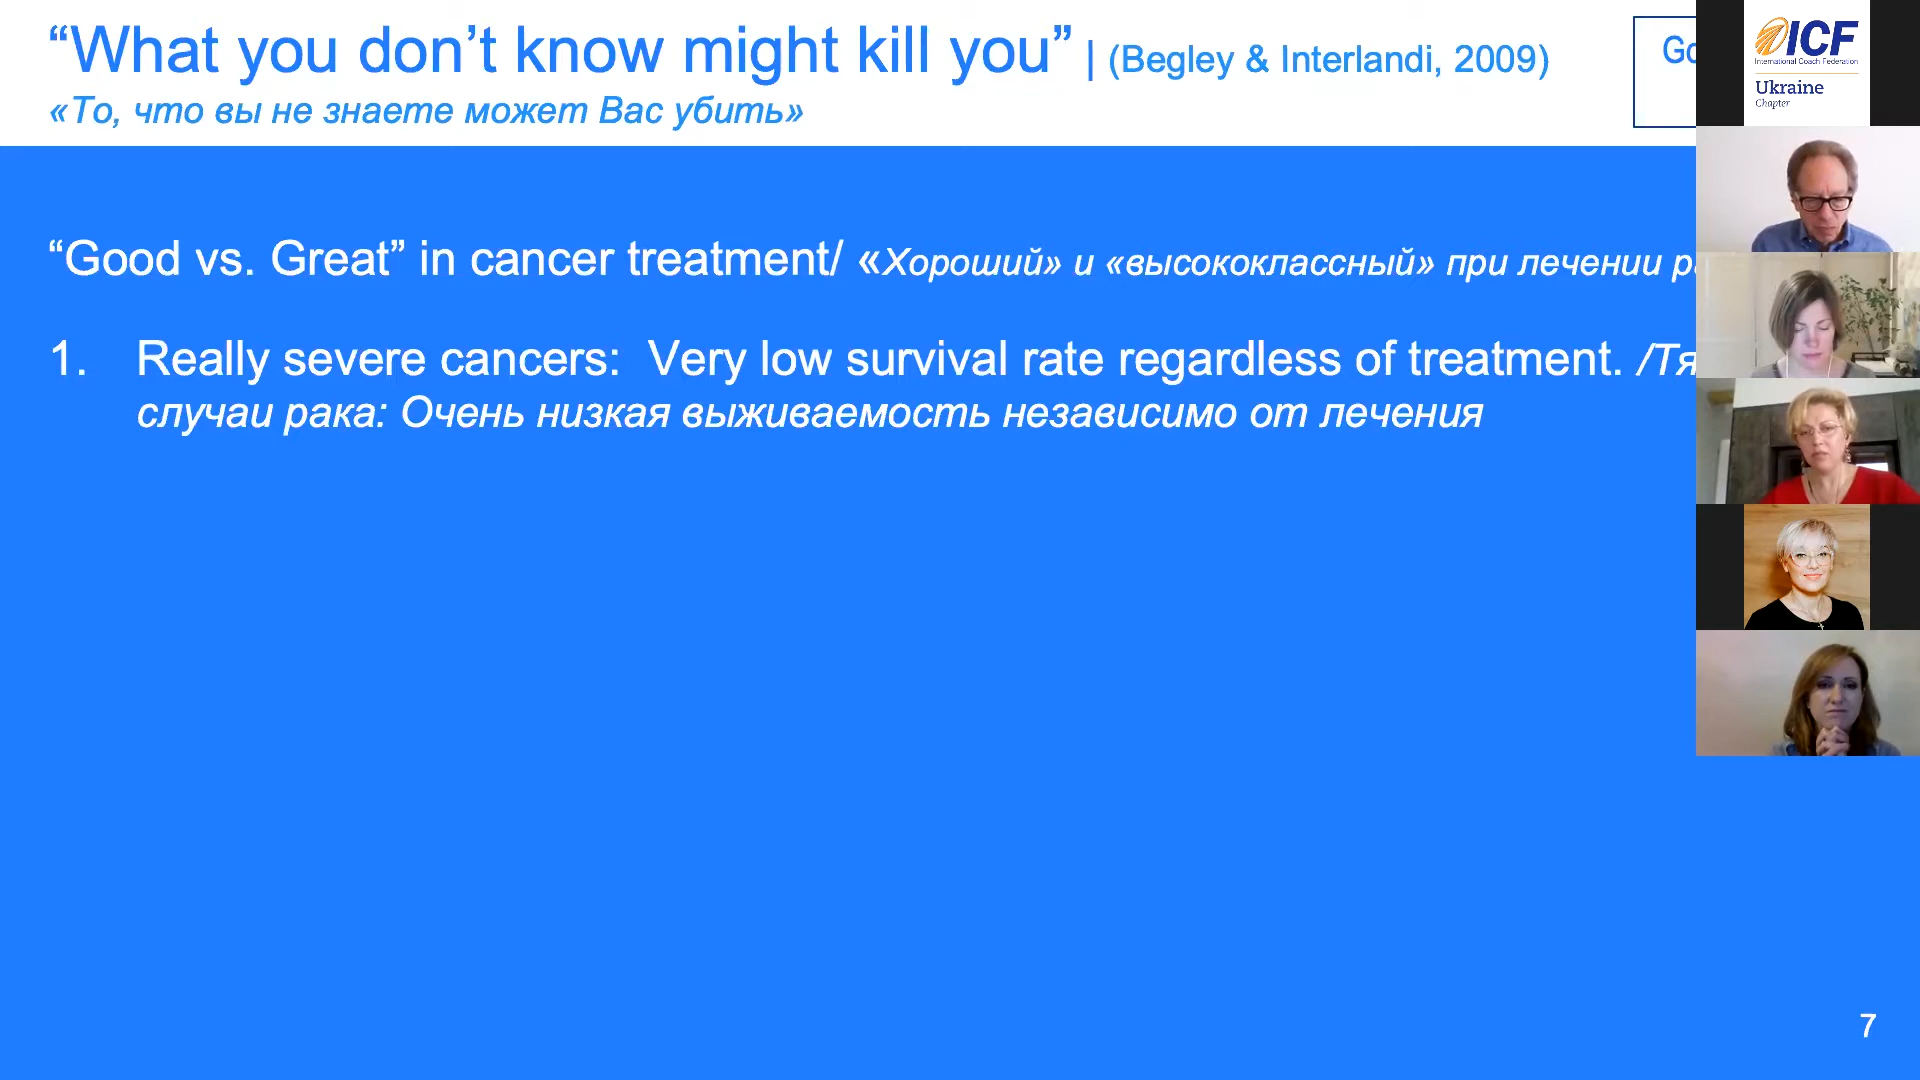 “What you don’t know might kill you” | (Begley & Interlandi, 2009)
«То, что вы не знаете может Вас убить»
ICF
International Coach Federation
Ukraine
Chapter
“Good vs. Great” in cancer treatment/ «Хороший» и «высококлассный» при лечении
1. Really severe cancers: Very low survival rate regardless of treatment. /
случаи рака: Очень низкая выживаемость независимо от лечения
7